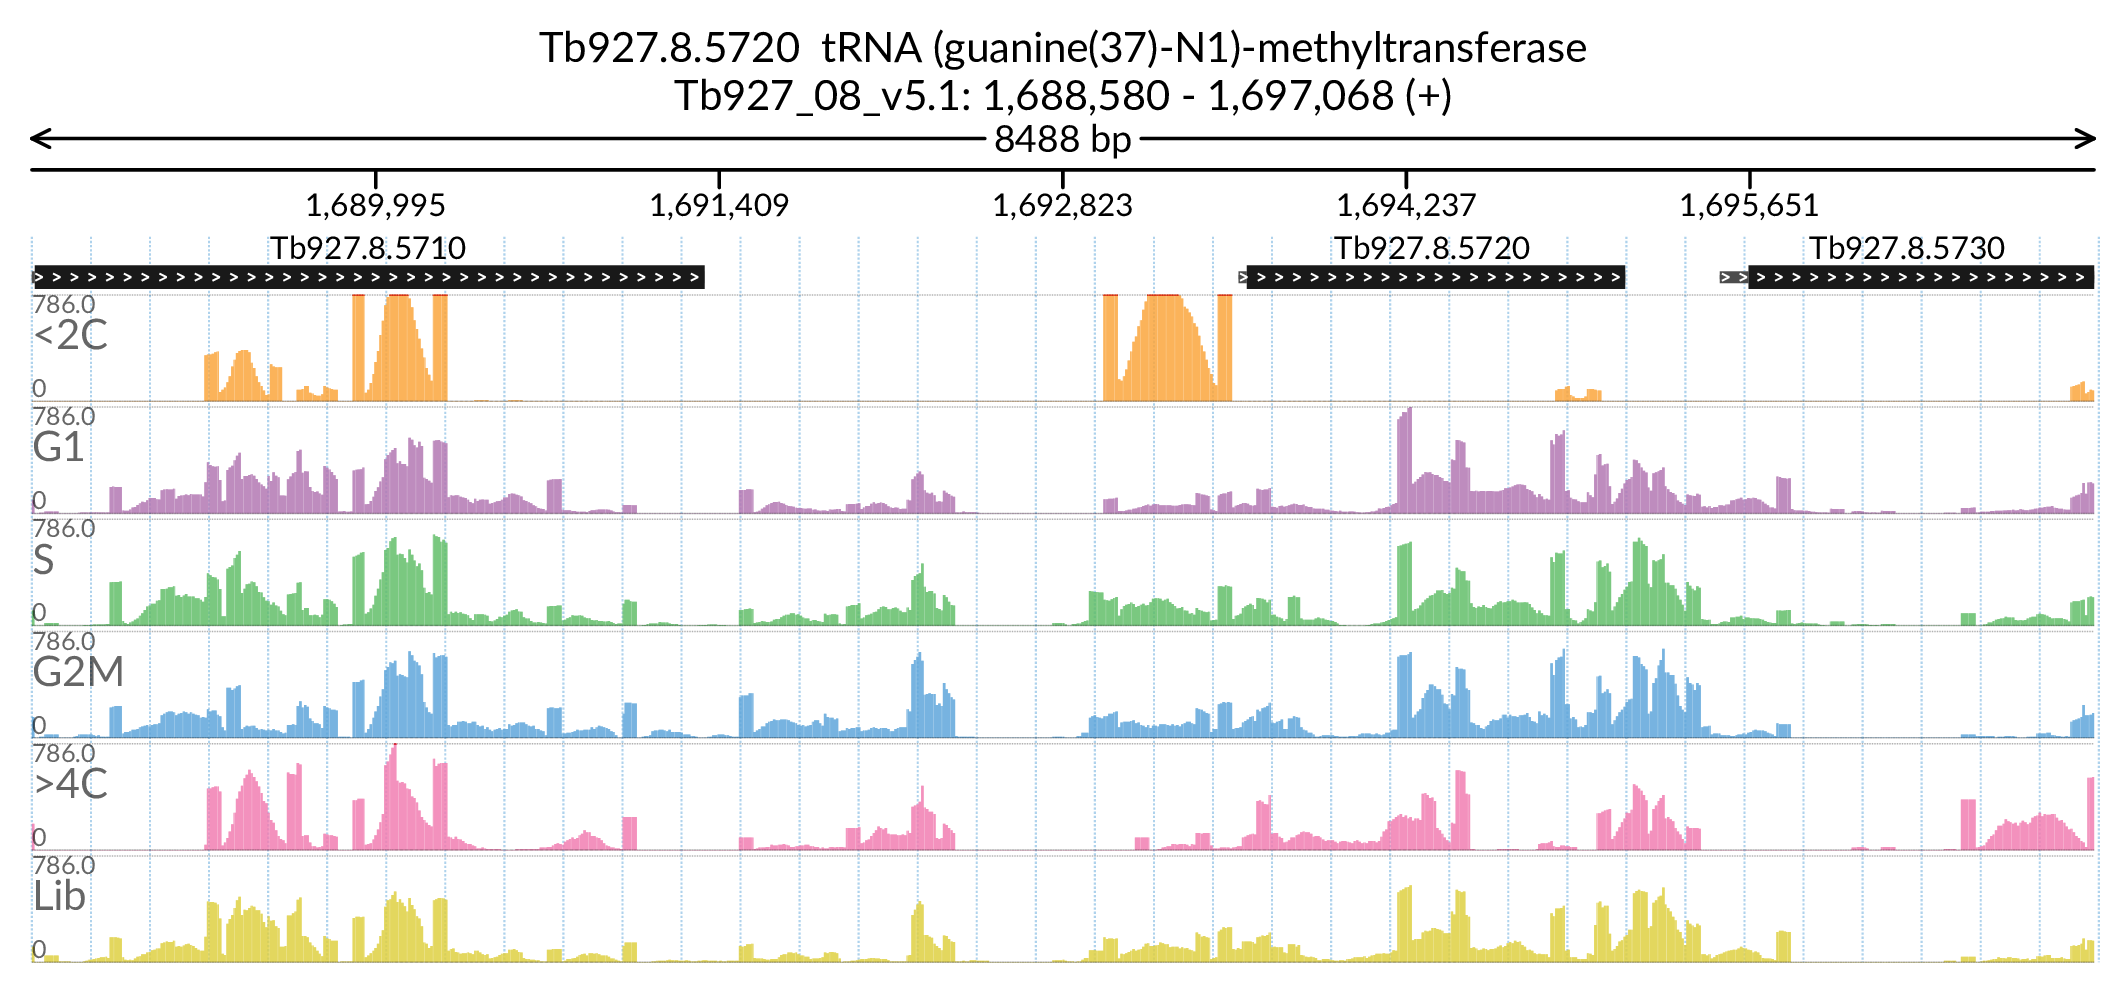 Tb927.8.5720 tRNA (guanine(37)-N1)-methyltransferase
Tb927_08_v5.1: 1,688,580 - 1,697,068 (+)
8488 bp
1,689,995 1,691,409 1,692,823 1,694,237 1,695,651
Tb927.8.5710 Tb927.8.5720 Tb927.8.5730
786.0
<2C
0
786.0
G1
0
786.0
S
0
786.0
G2M
0
786.0
>4C
0
786.0
Lib
0